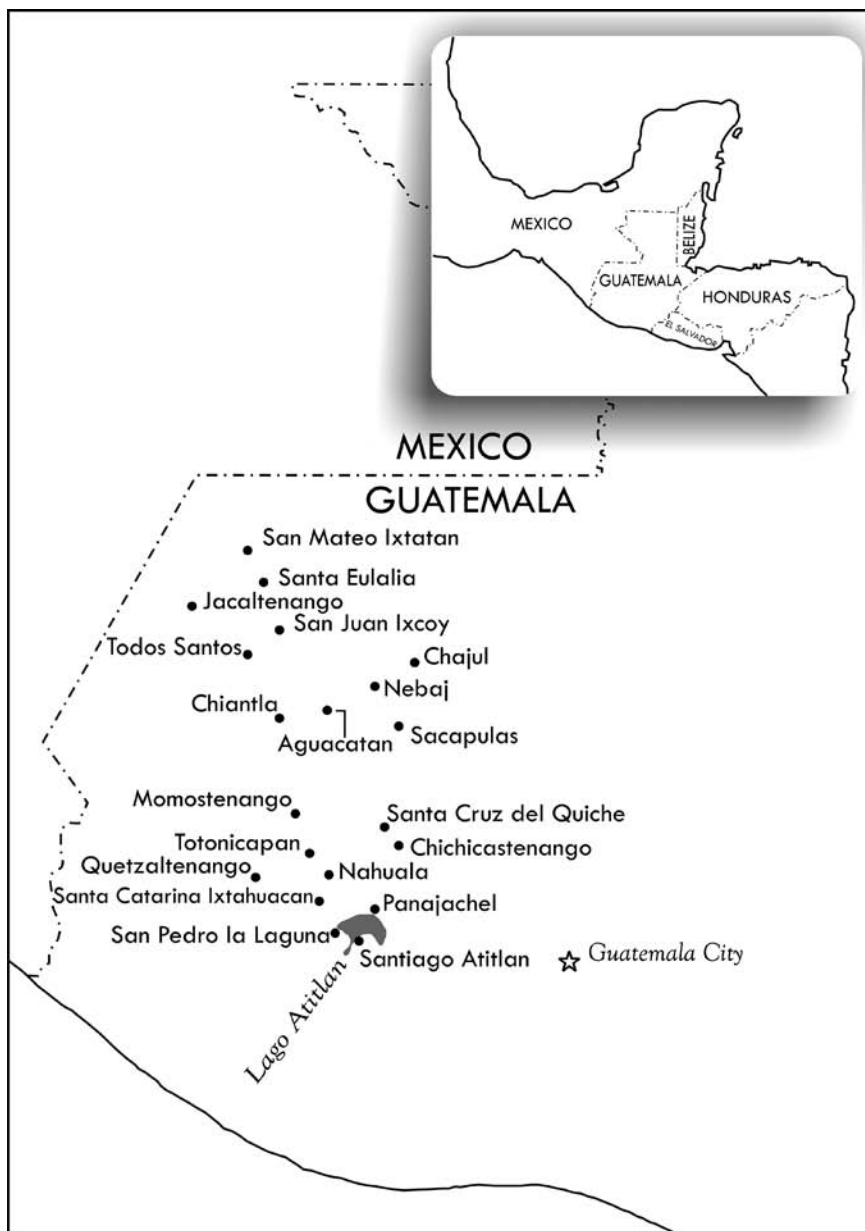 MEXICO
BELIZE
GUATEMALA
HONDURAS
EL SALVADOR
MEXICO
GUATEMALA
San Mateo Ixtatan
Santa Eulalia
Jacaltenango
San Juan Ixcoy
Todos Santos
Chajul
Nebaj
Chiantla
Aguacatan
Sacapulas
Momostenango
Santa Cruz del Quiche
Totonicapan
Chichicastenango
Quetzaltenango
Nahuala
Santa Catarina Ixtahuacan
Panajachel
San Pedro la Laguna
Santiago Atitlan
Guatemala City
Lago Atitlan